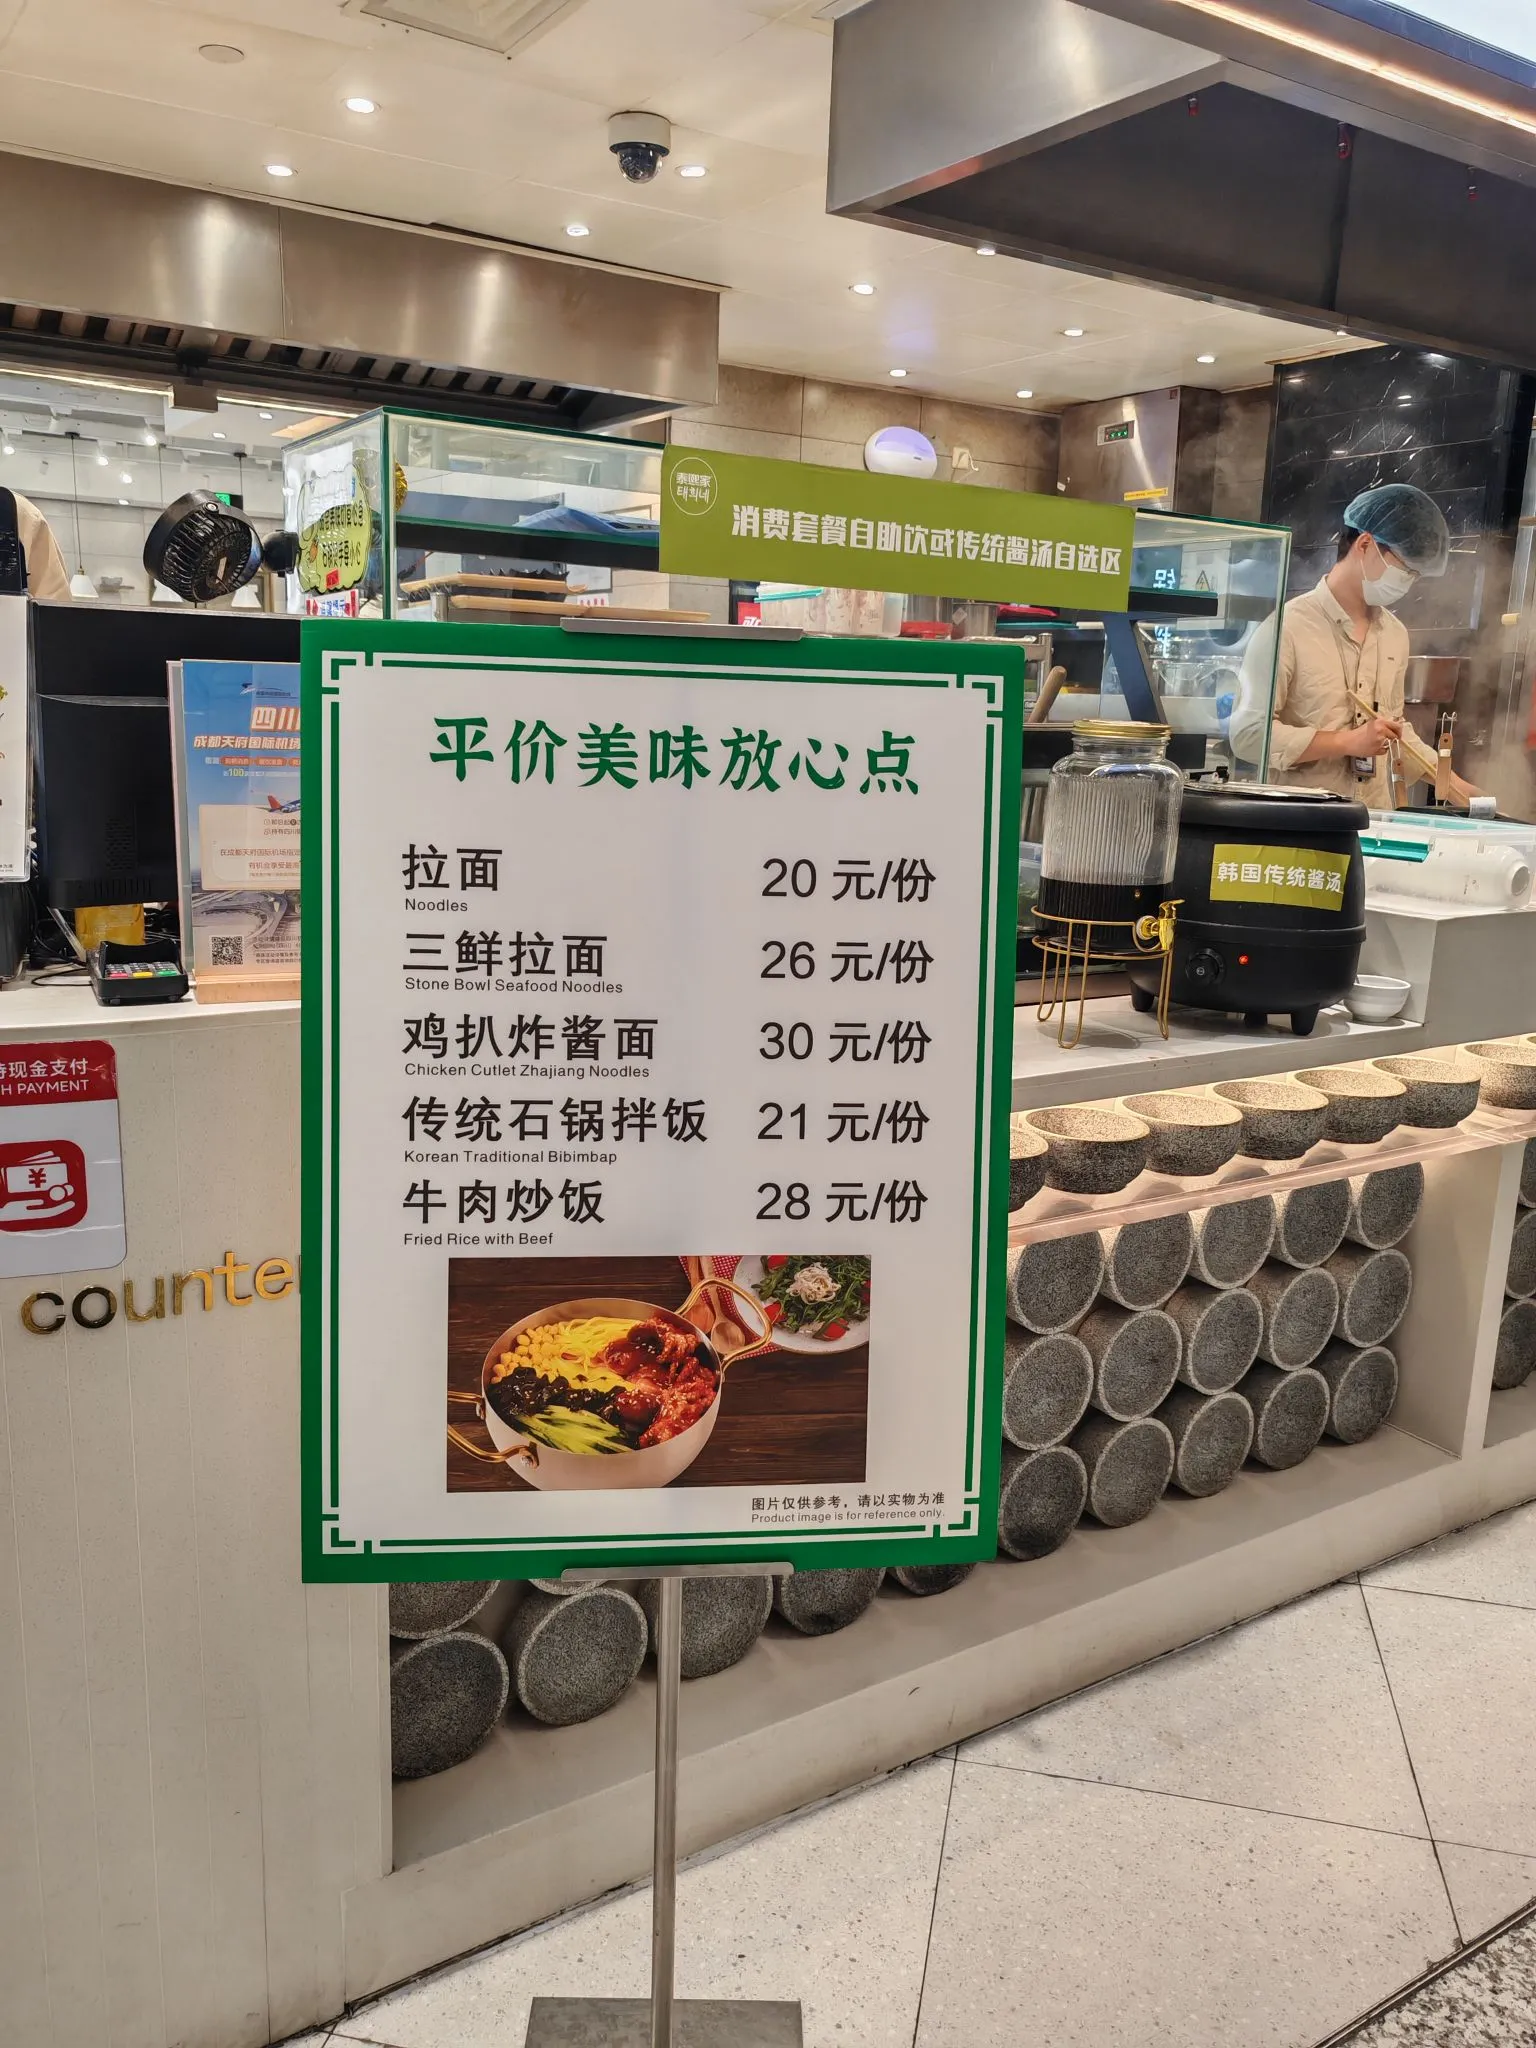 泰熙家
태희네
消费套餐自助饮或传统酱汤自选区
四川
成都天府国际机场
平价美味放心点
拉面 20 元/份
Noodles
三鲜拉面 26 元/份
Stone Bowl Seafood Noodles
鸡扒炸酱面 30 元/份
Chicken Cutlet Zhajiang Noodles
传统石锅拌饭 21 元/份
Korean Traditional Bibimbap
牛肉炒饭 28 元/份
Fried Rice with Beef
图片仅供参考，请以实物为准
Product image is for reference only.
韩国传统酱汤
现金支付
H PAYMENT
¥
counte